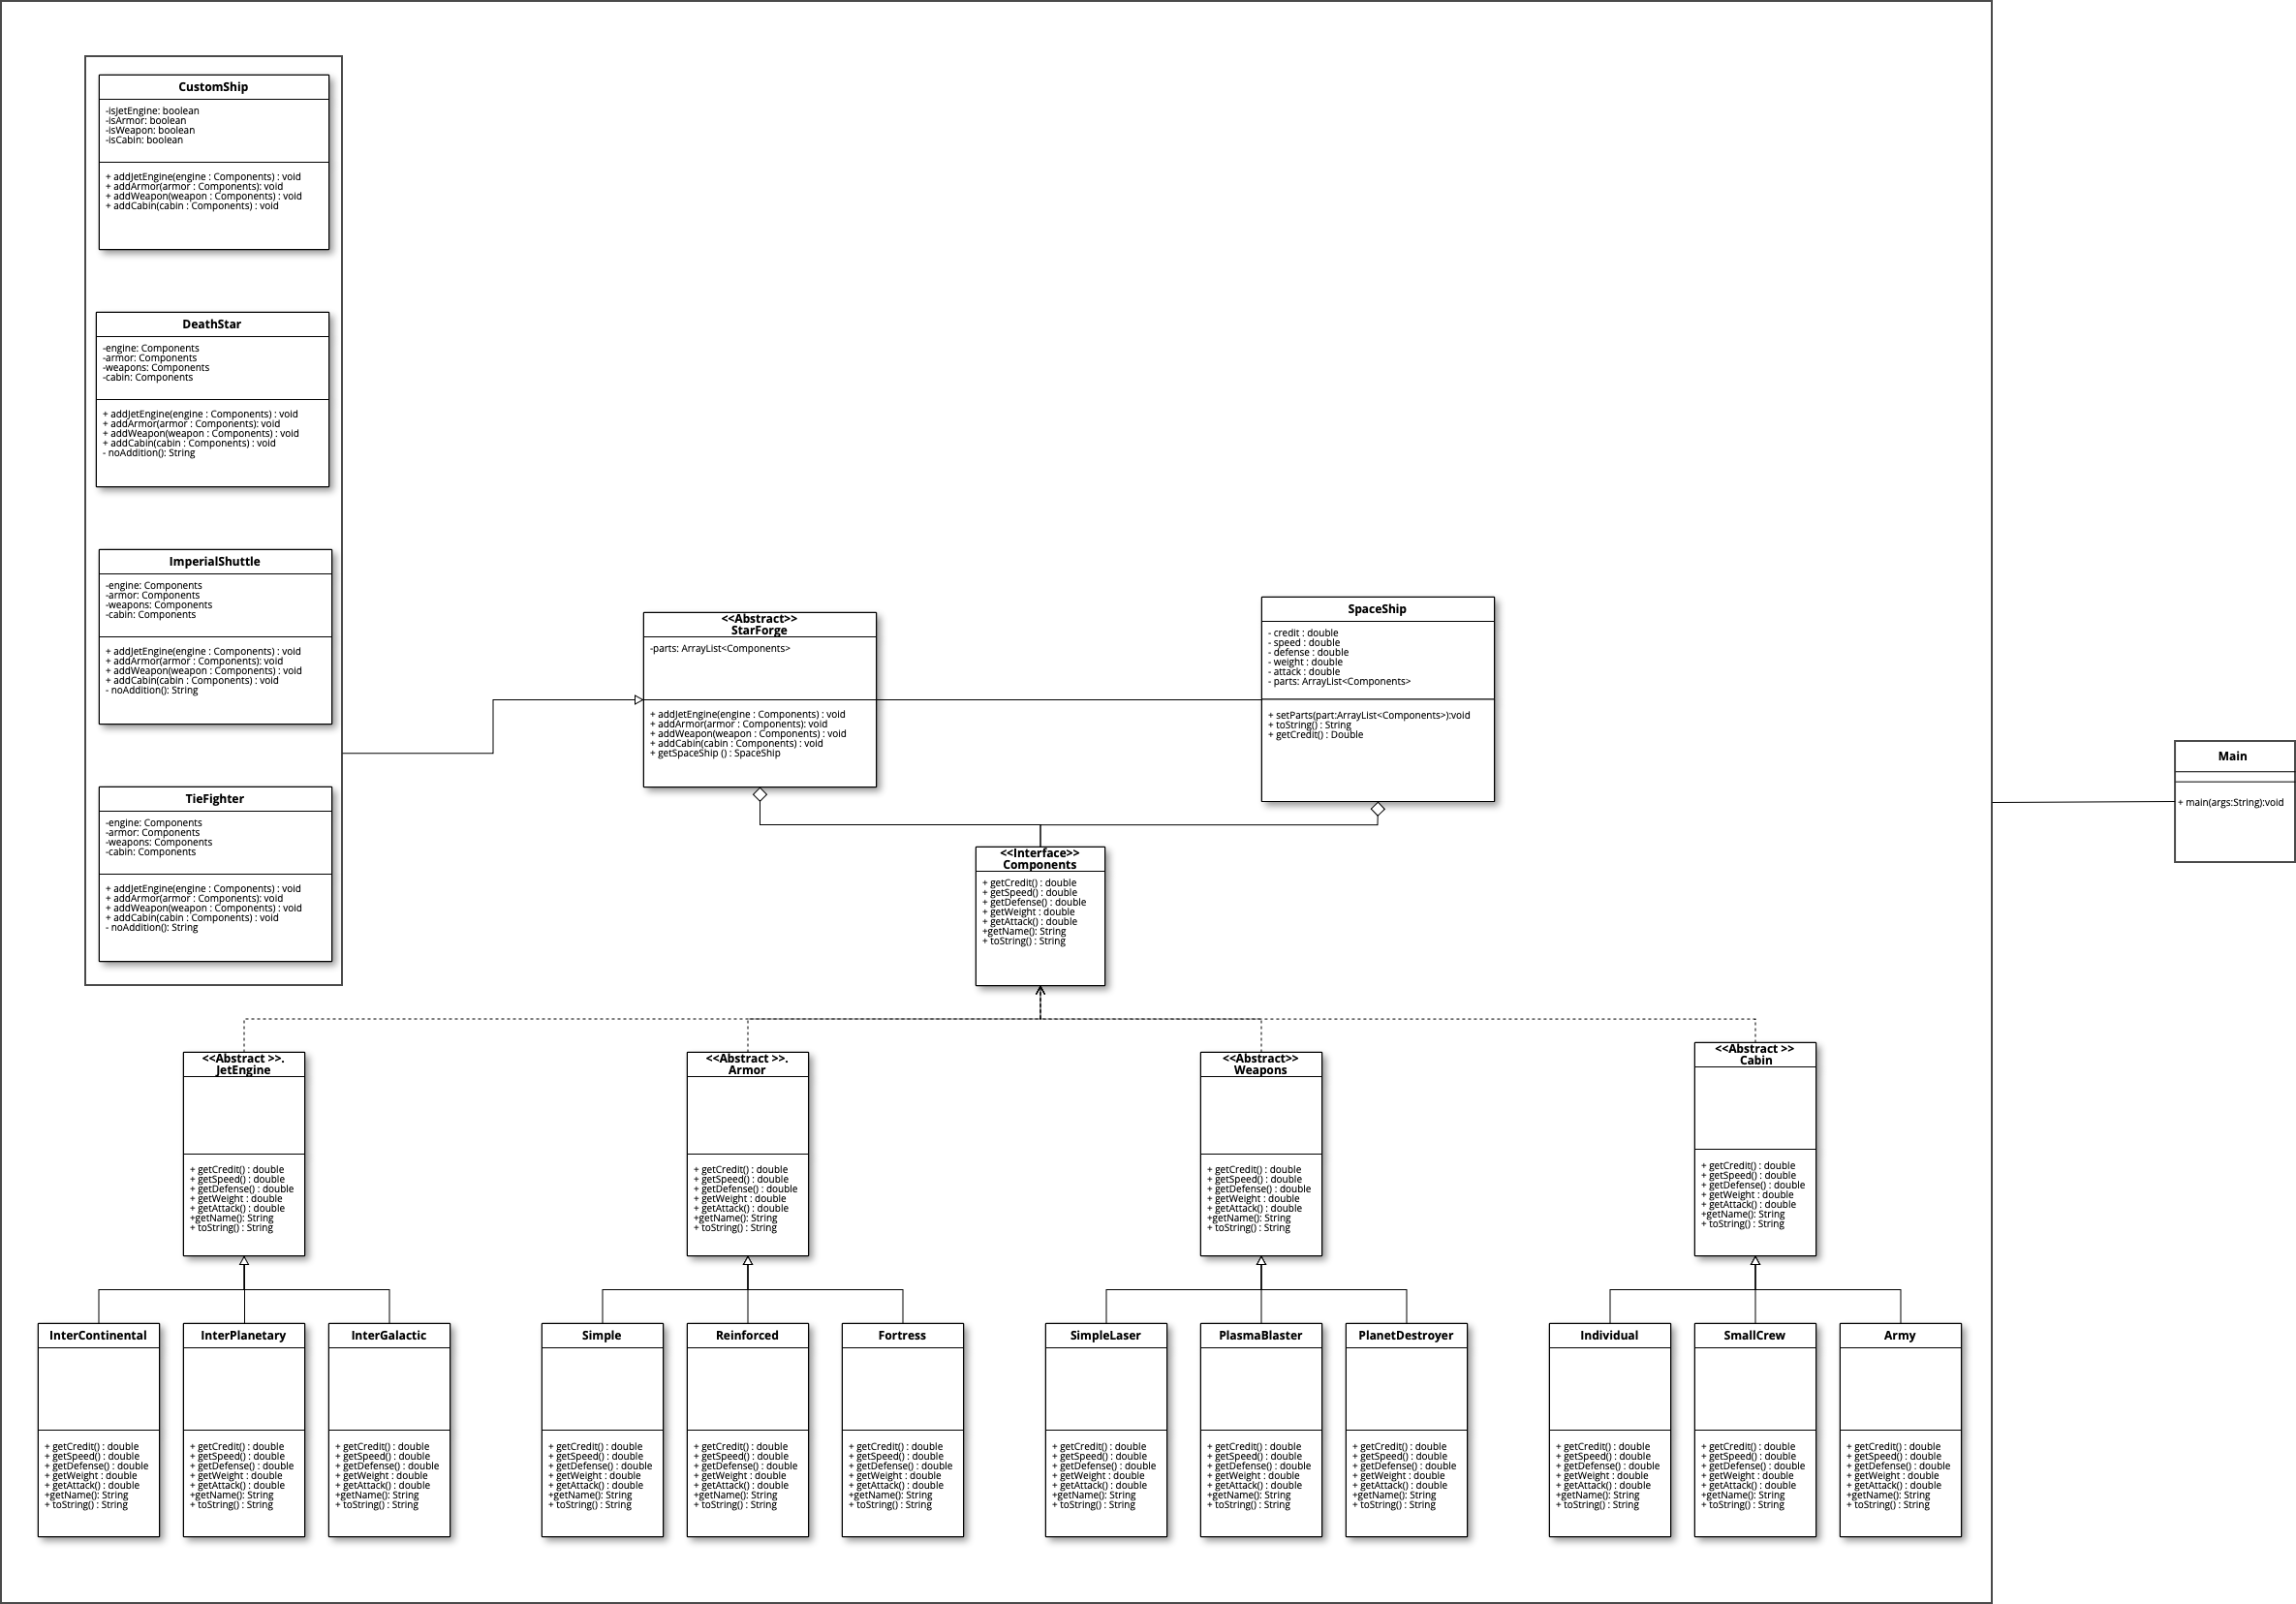 CustomShip
-isJetEngine: boolean
-isArmor: boolean
-isWeapon: boolean
-isCabin: boolean
+ addJetEngine(engine : Components) : void
+ addArmor(armor : Components): void
+ addWeapon(weapon : Components) : void
+ addCabin(cabin : Components) : void
DeathStar
-engine: Components
-armor: Components
-weapons: Components
-cabin: Components
+ addJetEngine(engine : Components) : void
+ addArmor(armor : Components): void
+ addWeapon(weapon : Components) : void
+ addCabin(cabin : Components) : void
- noAddition(): String
ImperialShuttle
-engine: Components
-armor: Components
-weapons: Components
-cabin: Components
+ addJetEngine(engine : Components) : void
+ addArmor(armor : Components): void
+ addWeapon(weapon : Components) : void
+ addCabin(cabin : Components) : void
- noAddition(): String
TieFighter
-engine: Components
-armor: Components
-weapons: Components
-cabin: Components
+ addJetEngine(engine : Components) : void
+ addArmor(armor : Components): void
+ addWeapon(weapon : Components) : void
+ addCabin(cabin : Components) : void
- noAddition(): String
<<Abstract>>
StarForge
-parts: ArrayList<Components>
+ addJetEngine(engine : Components) : void
+ addArmor(armor : Components): void
+ addWeapon(weapon : Components) : void
+ addCabin(cabin : Components) : void
+ getSpaceShip () : SpaceShip
SpaceShip
- credit : double
- speed : double
- defense : double
- weight : double
- attack : double
- parts: ArrayList<Components>
+ setParts(part:ArrayList<Components>):void
+ toString() : String
+ getCredit() : Double
Main
+ main(args:String):void
<<Interface>>
Components
+ getCredit() : double
+ getSpeed() : double
+ getDefense() : double
+ getWeight : double
+ getAttack() : double
+getName(): String
+ toString() : String
<<Abstract >>.
JetEngine
+ getCredit() : double
+ getSpeed() : double
+ getDefense() : double
+ getWeight : double
+ getAttack() : double
+getName(): String
+ toString() : String
<<Abstract >>.
Armor
+ getCredit() : double
+ getSpeed() : double
+ getDefense() : double
+ getWeight : double
+ getAttack() : double
+getName(): String
+ toString() : String
<<Abstract>>
Weapons
+ getCredit() : double
+ getSpeed() : double
+ getDefense() : double
+ getWeight : double
+ getAttack() : double
+getName(): String
+ toString() : String
<<Abstract >>
Cabin
+ getCredit() : double
+ getSpeed() : double
+ getDefense() : double
+ getWeight : double
+ getAttack() : double
+getName(): String
+ toString() : String
InterContinental
+ getCredit() : double
+ getSpeed() : double
+ getDefense() : double
+ getWeight : double
+ getAttack() : double
+getName(): String
+ toString() : String
InterPlanetary
+ getCredit() : double
+ getSpeed() : double
+ getDefense() : double
+ getWeight : double
+ getAttack() : double
+getName(): String
+ toString() : String
InterGalactic
+ getCredit() : double
+ getSpeed() : double
+ getDefense() : double
+ getWeight : double
+ getAttack() : double
+getName(): String
+ toString() : String
Simple
+ getCredit() : double
+ getSpeed() : double
+ getDefense() : double
+ getWeight : double
+ getAttack() : double
+getName(): String
+ toString() : String
Reinforced
+ getCredit() : double
+ getSpeed() : double
+ getDefense() : double
+ getWeight : double
+ getAttack() : double
+getName(): String
+ toString() : String
Fortress
+ getCredit() : double
+ getSpeed() : double
+ getDefense() : double
+ getWeight : double
+ getAttack() : double
+getName(): String
+ toString() : String
SimpleLaser
+ getCredit() : double
+ getSpeed() : double
+ getDefense() : double
+ getWeight : double
+ getAttack() : double
+getName(): String
+ toString() : String
PlasmaBlaster
+ getCredit() : double
+ getSpeed() : double
+ getDefense() : double
+ getWeight : double
+ getAttack() : double
+getName(): String
+ toString() : String
PlanetDestroyer
+ getCredit() : double
+ getSpeed() : double
+ getDefense() : double
+ getWeight : double
+ getAttack() : double
+getName(): String
+ toString() : String
Individual
+ getCredit() : double
+ getSpeed() : double
+ getDefense() : double
+ getWeight : double
+ getAttack() : double
+getName(): String
+ toString() : String
SmallCrew
+ getCredit() : double
+ getSpeed() : double
+ getDefense() : double
+ getWeight : double
+ getAttack() : double
+getName(): String
+ toString() : String
Army
+ getCredit() : double
+ getSpeed() : double
+ getDefense() : double
+ getWeight : double
+ getAttack() : double
+getName(): String
+ toString() : String